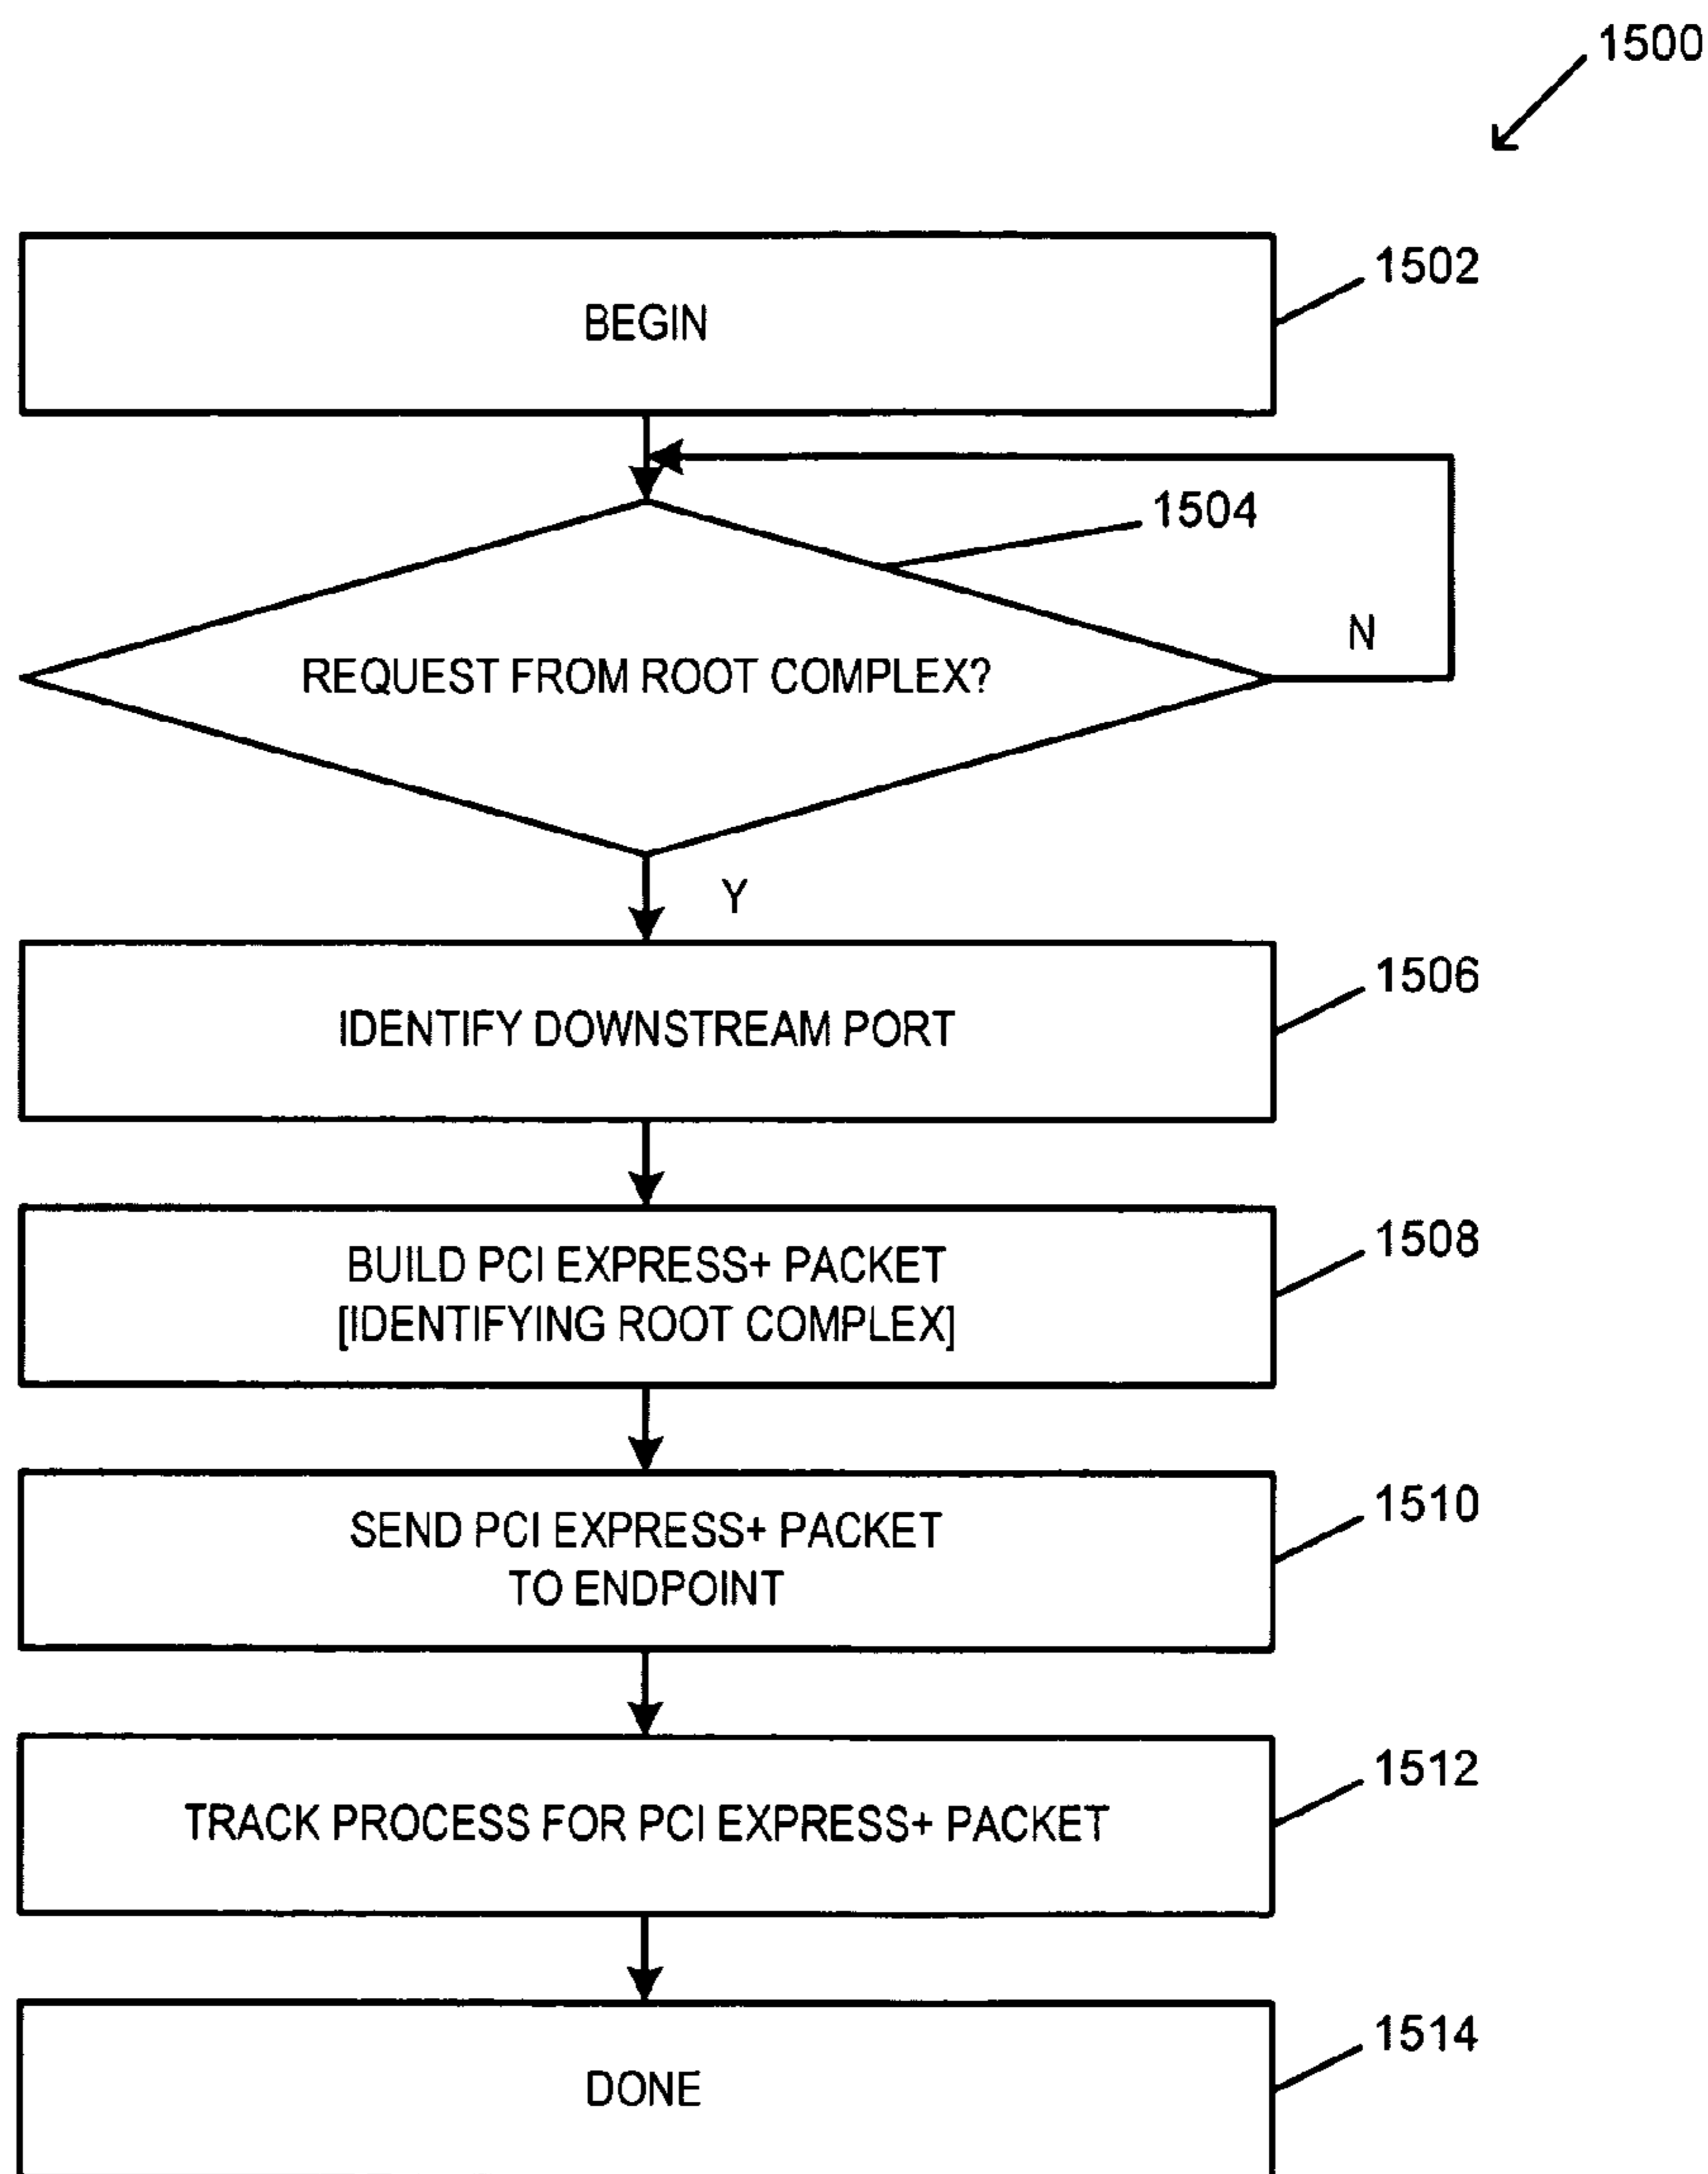 1500
BEGIN
1502
1504
REQUEST FROM ROOT COMPLEX?
N
Y
IDENTIFY DOWNSTREAM PORT
1506
BUILD PCI EXPRESS+ PACKET
[IDENTIFYING ROOT COMPLEX]
1508
SEND PCI EXPRESS+ PACKET
TO ENDPOINT
1510
TRACK PROCESS FOR PCI EXPRESS+ PACKET
1512
DONE
1514